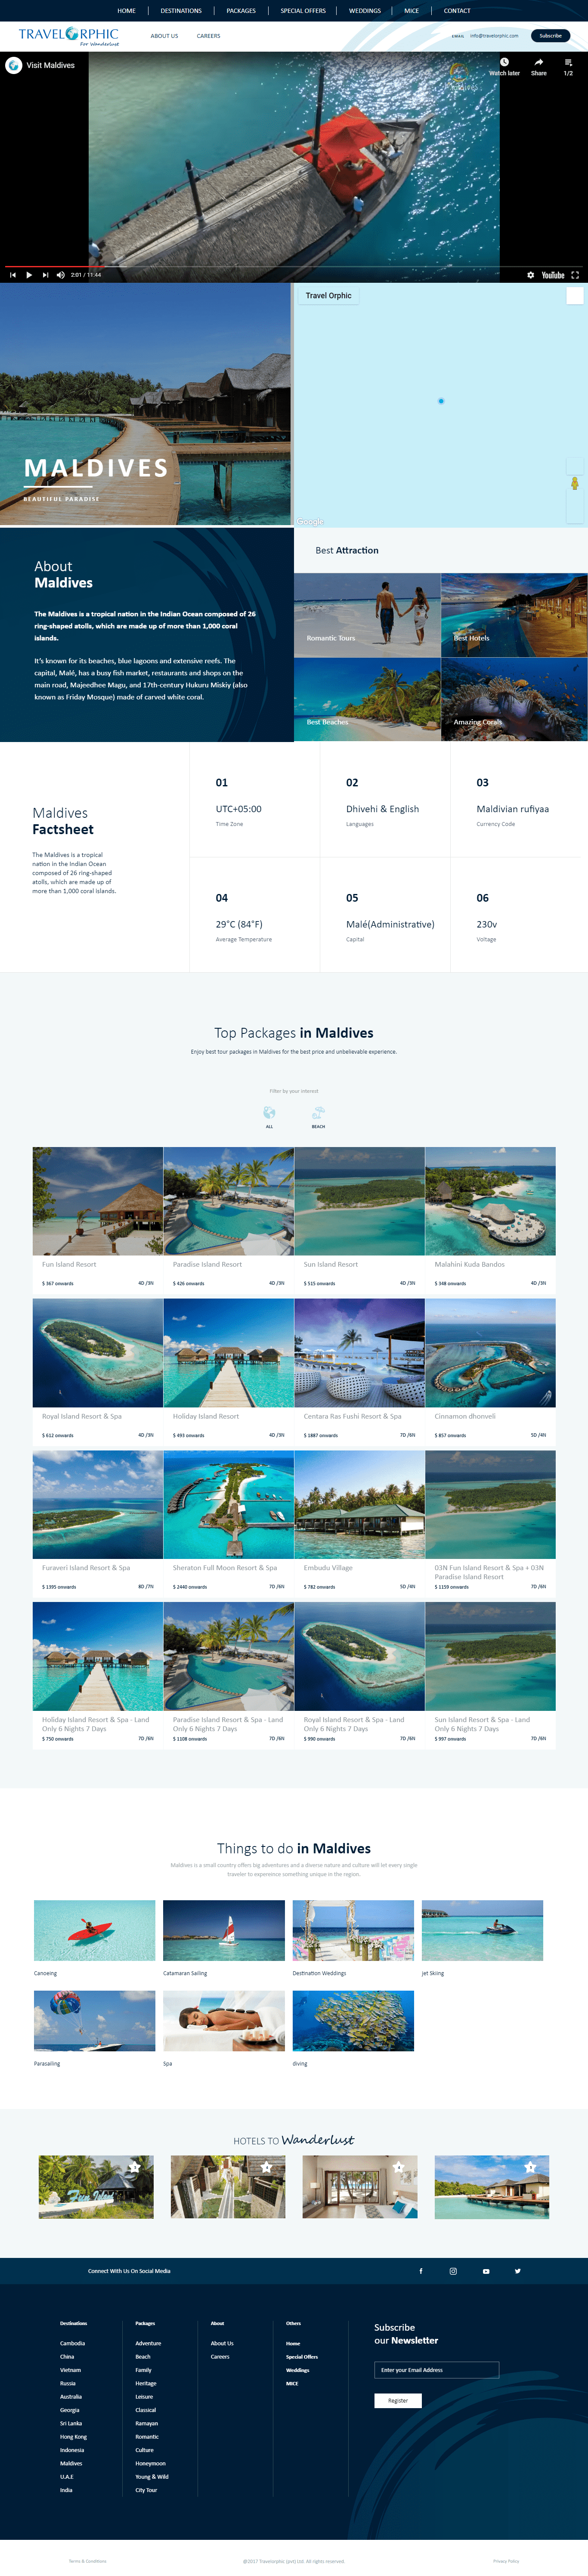 HOME
DESTINATIONS
PACKAGES
SPECIAL OFFERS
WEDDINGS
MICE
CONTACT
TRAVELORPHIC
For Wanderlust
ABOUT US
CAREERS
EMAIL info@travelorphic.com
Subscribe
Visit Maldives
Watch later
Share
1/2
2:01 / 11:44
YouTube
Travel Orphic
MALDIVES
BEAUTIFUL PARADISE
Google
About
Maldives
The Maldives is a tropical nation in the Indian Ocean composed of 26
ring-shaped atolls, which are made up of more than 1,000 coral
islands.
It's known for its beaches, blue lagoons and extensive reefs. The
capital, Malé, has a busy fish market, restaurants and shops on the
main road, Majeedhee Magu, and 17th-century Hukuru Miskiy (also
known as Friday Mosque) made of carved white coral.
Best Attraction
Romantic Tours
Best Hotels
Best Beaches
Amazing Corals
Maldives
Factsheet
The Maldives is a tropical
nation in the Indian Ocean
composed of 26 ring-shaped
atolls, which are made up of
more than 1,000 coral islands.
01
UTC+05:00
Time Zone
02
Dhivehi & English
Languages
03
Maldivian rufiyaa
Currency Code
04
29°C (84°F)
Average Temperature
05
Malé(Administrative)
Capital
06
230v
Voltage
Top Packages in Maldives
Enjoy best tour packages in Maldives for the best price and unbelievable experience.
Filter by your interest
ALL
BEACH
Fun Island Resort
$ 367 onwards 4D /3N
Paradise Island Resort
$ 426 onwards 4D /3N
Sun Island Resort
$ 515 onwards 4D /3N
Malahini Kuda Bandos
$ 348 onwards 4D /3N
Royal Island Resort & Spa
$ 612 onwards 4D /3N
Holiday Island Resort
$ 493 onwards 4D /3N
Centara Ras Fushi Resort & Spa
$ 1887 onwards 7D /6N
Cinnamon dhonveli
$ 857 onwards 5D /4N
Furaveri Island Resort & Spa
$ 1395 onwards 8D /7N
Sheraton Full Moon Resort & Spa
$ 2440 onwards 7D /6N
Embudu Village
$ 782 onwards 5D /4N
03N Fun Island Resort & Spa + 03N
Paradise Island Resort
$ 1159 onwards 7D /6N
Holiday Island Resort & Spa - Land
Only 6 Nights 7 Days
$ 750 onwards 7D /6N
Paradise Island Resort & Spa - Land
Only 6 Nights 7 Days
$ 1108 onwards 7D /6N
Royal Island Resort & Spa - Land
Only 6 Nights 7 Days
$ 990 onwards 7D /6N
Sun Island Resort & Spa - Land
Only 6 Nights 7 Days
$ 997 onwards 7D /6N
Things to do in Maldives
Maldives is a small country offers big adventures and a diverse nature and culture will let every single
traveler to expereince something unique in the region.
Canoeing
Catamaran Sailing
Destination Weddings
jet Skiing
Parasailing
Spa
diving
HOTELS TO Wanderlust
Connect With Us On Social Media
Destinations
Cambodia
China
Vietnam
Russia
Australia
Georgia
Sri Lanka
Hong Kong
Indonesia
Maldives
U.A.E
India
Packages
Adventure
Beach
Family
Heritage
Leisure
Classical
Ramayan
Romantic
Culture
Honeymoon
Young & Wild
City Tour
About
About Us
Careers
Others
Home
Special Offers
Weddings
MICE
Subscribe
our Newsletter
Enter your Email Address
Register
Terms & Conditions
@2017 Travelorphic (pvt) Ltd. All rights reserved.
Privacy Policy